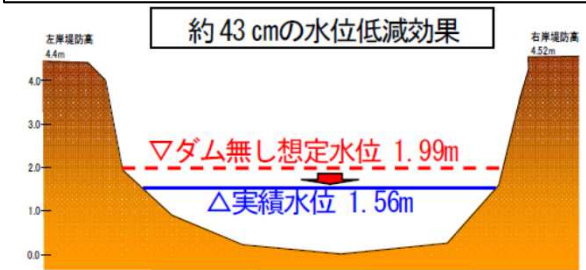 約43cmの水位低減効果
左岸堤防高
4.4m
右岸堤防高
4.52m
4.0
3.0
▽ダム無し想定水位 1.99m
2.0
△実績水位 1.56m
1.0
0.0